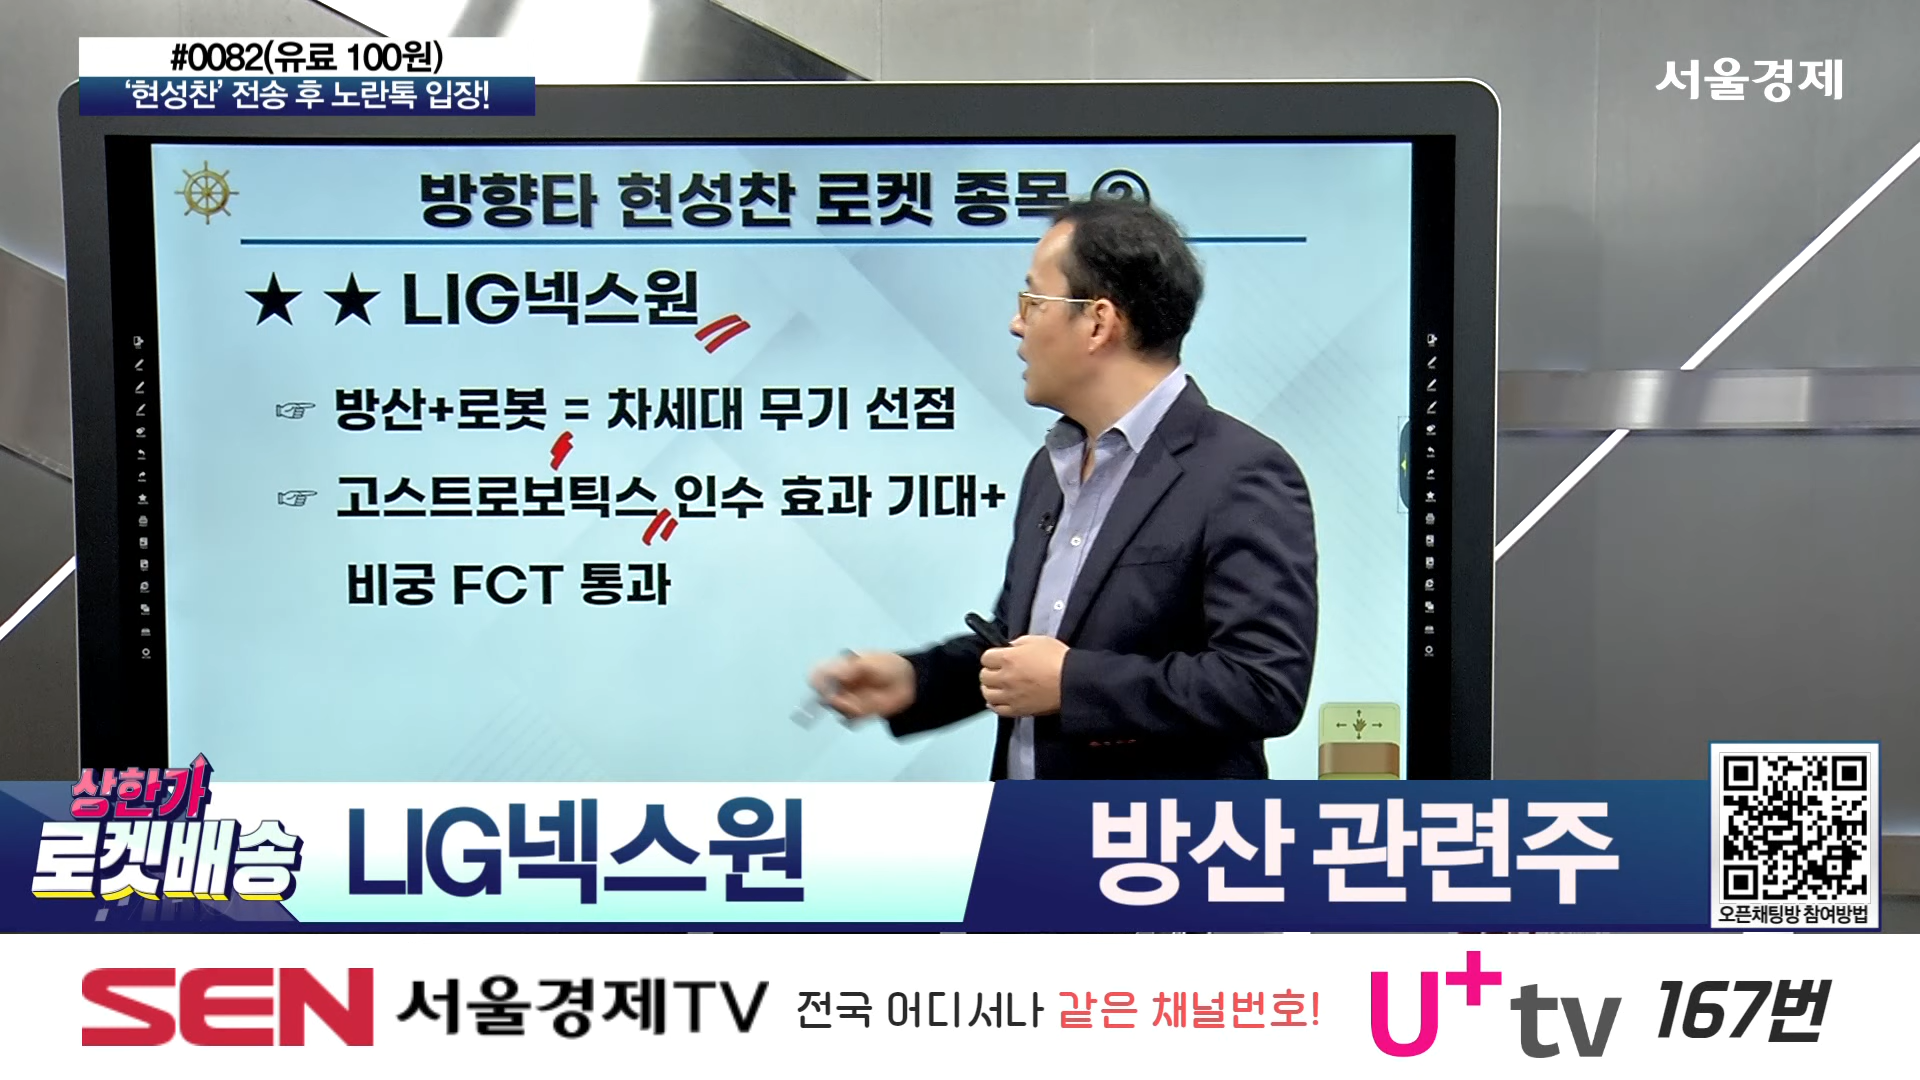 #0082(유료 100원)
‘현성찬’ 전송 후 노란톡 입장!
서울경제
방향타 현성찬 로켓 종목 ②
★ ★ LIG넥스원
☞ 방산+로봇 = 차세대 무기 선점
☞ 고스트로보틱스 인수 효과 기대+
비궁 FCT 통과
상한가
로켓배송
LIG넥스원
방산 관련주
오픈채팅방 참여방법
SEN 서울경제TV
전국 어디서나 같은 채널번호!
U+tv 167번